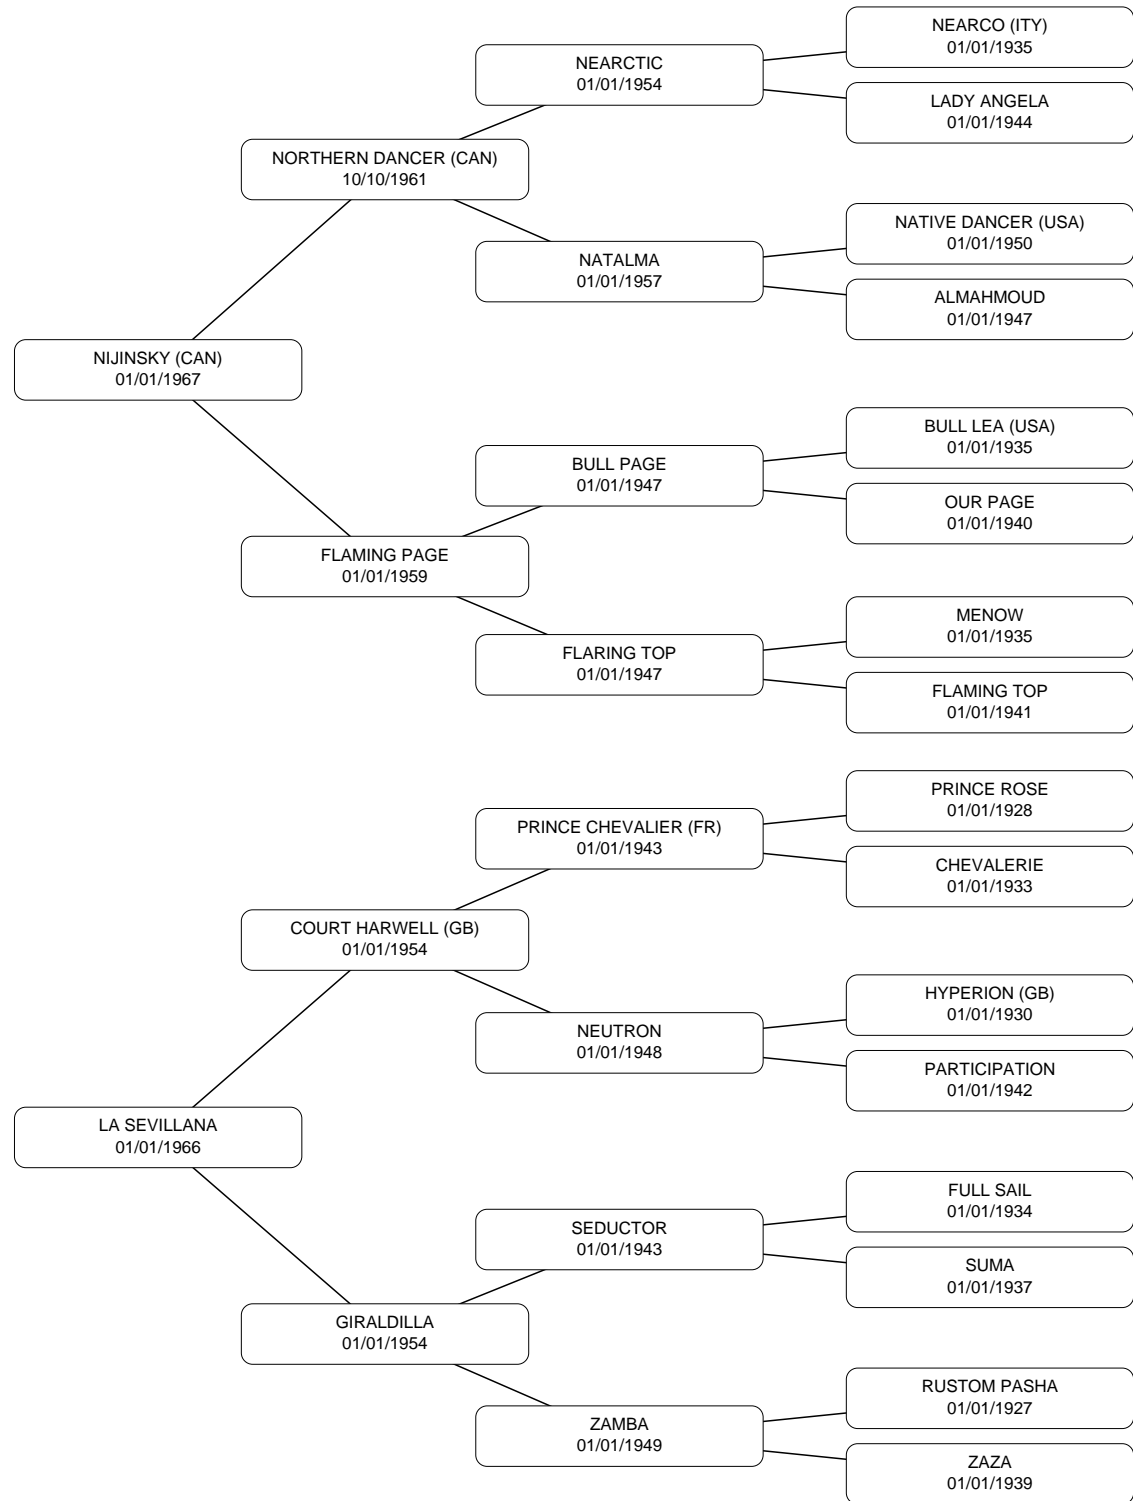 NEARCO (ITY)
01/01/1935
NEARCTIC
01/01/1954
LADY ANGELA
01/01/1944
NORTHERN DANCER (CAN)
10/10/1961
NATIVE DANCER (USA)
01/01/1950
NATALMA
01/01/1957
ALMAHMOUD
01/01/1947
NIJINSKY (CAN)
01/01/1967
BULL LEA (USA)
01/01/1935
BULL PAGE
01/01/1947
OUR PAGE
01/01/1940
FLAMING PAGE
01/01/1959
MENOW
01/01/1935
FLARING TOP
01/01/1947
FLAMING TOP
01/01/1941
PRINCE ROSE
01/01/1928
PRINCE CHEVALIER (FR)
01/01/1943
CHEVALERIE
01/01/1933
COURT HARWELL (GB)
01/01/1954
HYPERION (GB)
01/01/1930
NEUTRON
01/01/1948
PARTICIPATION
01/01/1942
LA SEVILLANA
01/01/1966
FULL SAIL
01/01/1934
SEDUCTOR
01/01/1943
SUMA
01/01/1937
GIRALDILLA
01/01/1954
RUSTOM PASHA
01/01/1927
ZAMBA
01/01/1949
ZAZA
01/01/1939